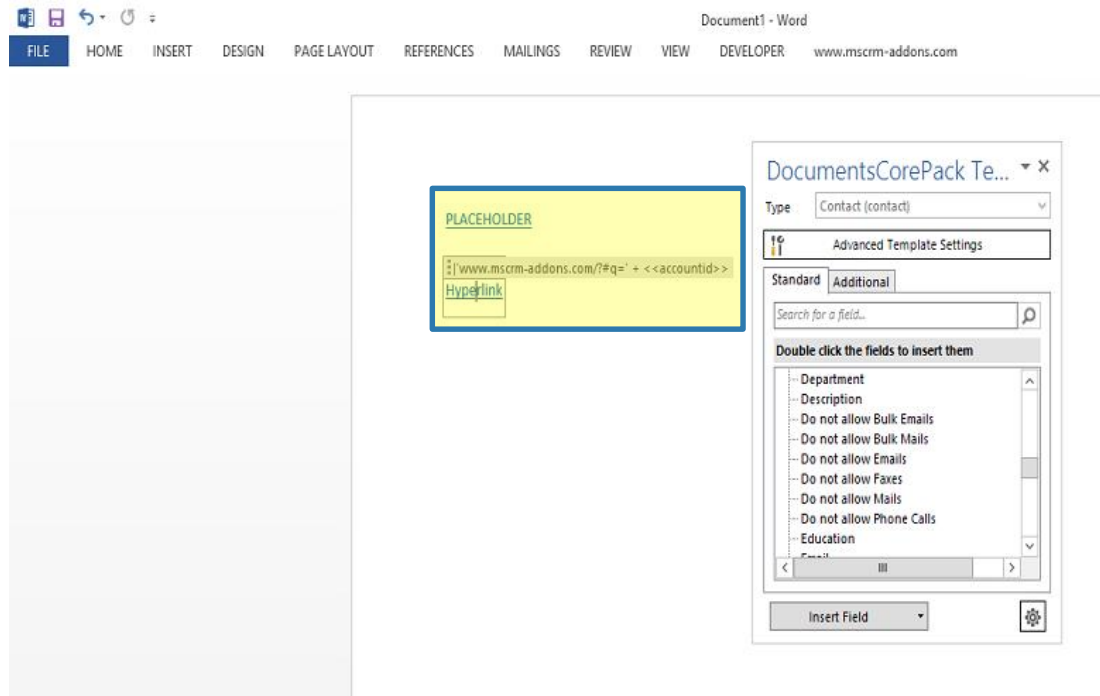 Document1 - Word
FILE HOME INSERT DESIGN PAGE LAYOUT REFERENCES MAILINGS REVIEW VIEW DEVELOPER www.mscrm-addons.com
PLACEHOLDER
['www.mscrm-addons.com/?#q=' + <<accountid>>
Hyperlink
DocumentsCorePack Te...
Type Contact (contact)
Advanced Template Settings
Standard Additional
Search for a field...
Double click the fields to insert them
Department
Description
Do not allow Bulk Emails
Do not allow Bulk Mails
Do not allow Emails
Do not allow Faxes
Do not allow Mails
Do not allow Phone Calls
Education
Email
Insert Field